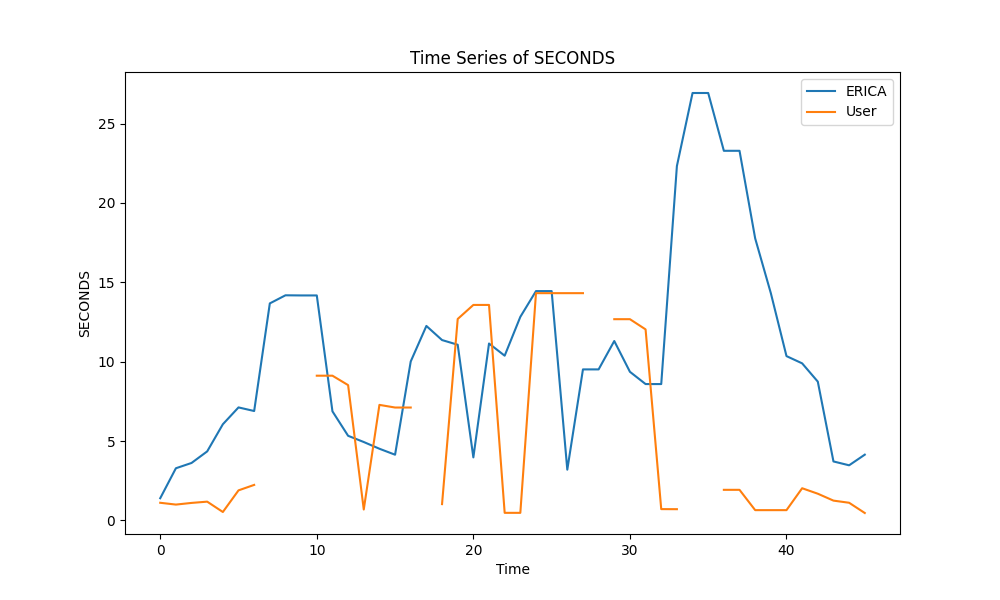 Time Series of SECONDS
ERICA
User
SECONDS
25
20
15
10
5
0
0 10 20 30 40
Time